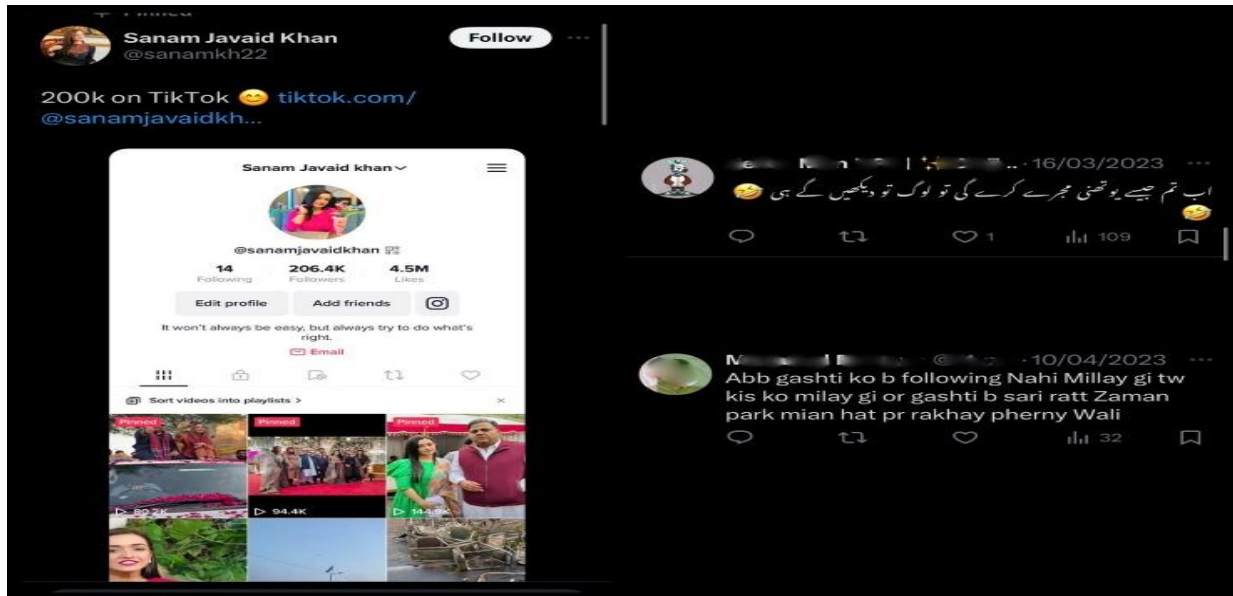 Pinned
Sanam Javaid Khan
Follow
@sanamkh22
200k on TikTok 😊 tiktok.com/
@sanamjavaidkh...
Sanam Javaid khan
@sanamjavaidkhan
14 206.4K 4.5M
Following Followers Likes
Edit profile Add friends
It won't always be easy, but always try to do what's
right.
Email
Sort videos into playlists >
Pinned Pinned Pinned
94.4K
16/03/2023
اب تم جیسے یوتھنی مجرے کرے گی تو لوگ تو دیکھیں گے ہی 🤣
🤣
1 109
10/04/2023
Abb gashti ko b following Nahi Millay gi tw
kis ko milay gi or gashti b sari ratt Zaman
park mian hat pr rakhay pherny Wali
32